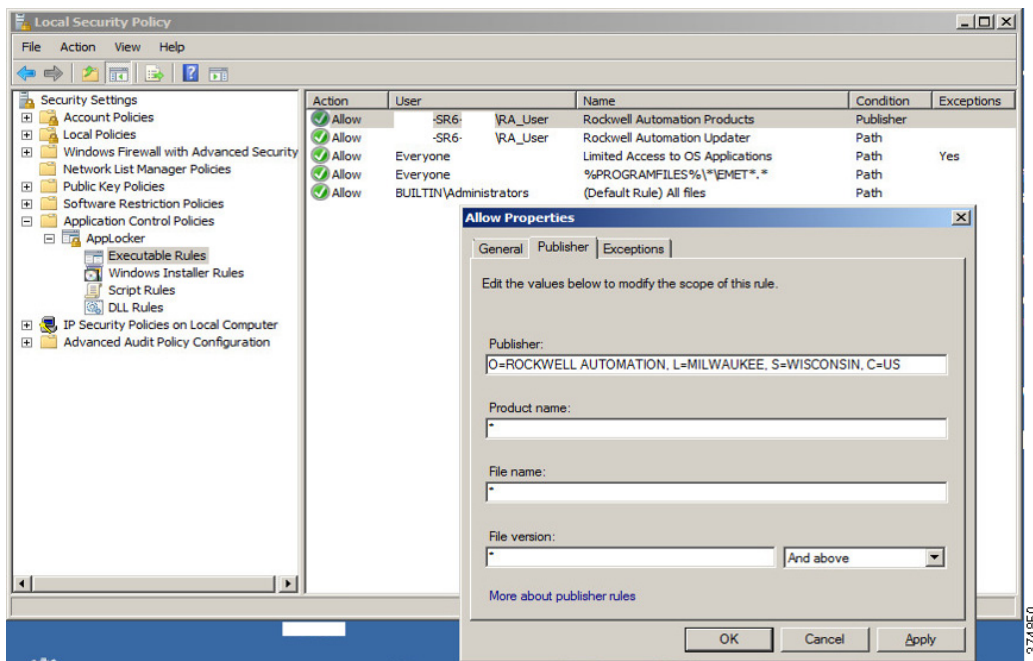 Local Security Policy
File Action View Help
Security Settings
Account Policies
Local Policies
Windows Firewall with Advanced Security
Network List Manager Policies
Public Key Policies
Software Restriction Policies
Application Control Policies
AppLocker
Executable Rules
Windows Installer Rules
Script Rules
DLL Rules
IP Security Policies on Local Computer
Advanced Audit Policy Configuration
Action User Name Condition Exceptions
Allow -SR6- \RA_User Rockwell Automation Products Publisher
Allow -SR6- \RA_User Rockwell Automation Updater Path
Allow Everyone Limited Access to OS Applications Path Yes
Allow Everyone %PROGRAMFILES%\*\EMET*.* Path
Allow BUILTIN\Administrators (Default Rule) All files Path
Allow Properties
General Publisher Exceptions
Edit the values below to modify the scope of this rule.
Publisher:
O=ROCKWELL AUTOMATION, L=MILWAUKEE, S=WISCONSIN, C=US
Product name:
*
File name:
*
File version:
* And above
More about publisher rules
OK Cancel Apply
374850